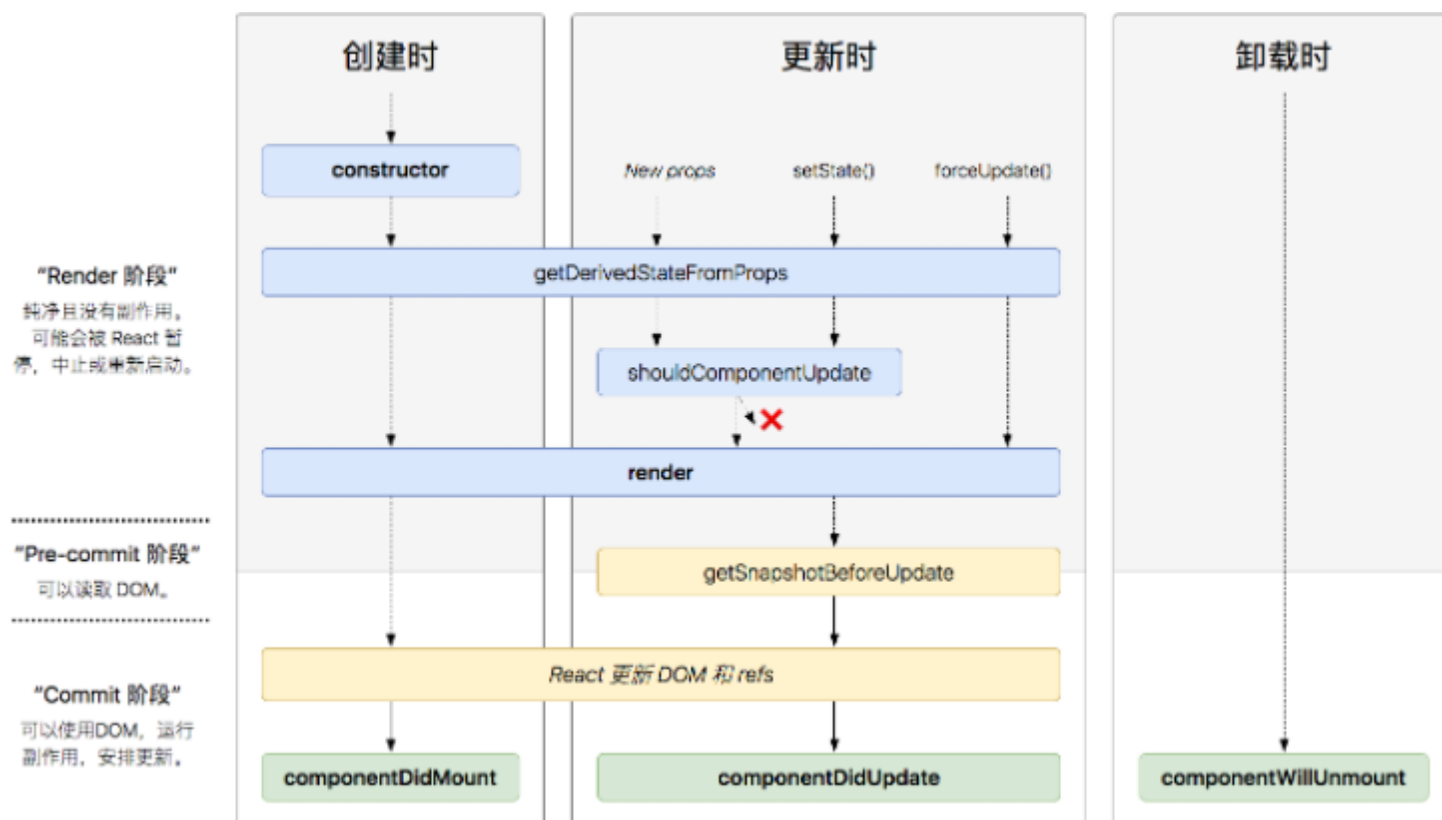 创建时
更新时
卸载时
constructor
New props
setState()
forceUpdate()
getDerivedStateFromProps
"Render 阶段"
纯净且没有副作用。
可能会被 React 暂
停，中止或重新启动。
shouldComponentUpdate
render
"Pre-commit 阶段"
可以读取 DOM。
getSnapshotBeforeUpdate
React 更新 DOM 和 refs
"Commit 阶段"
可以使用DOM，运行
副作用，安排更新。
componentDidMount
componentDidUpdate
componentWillUnmount